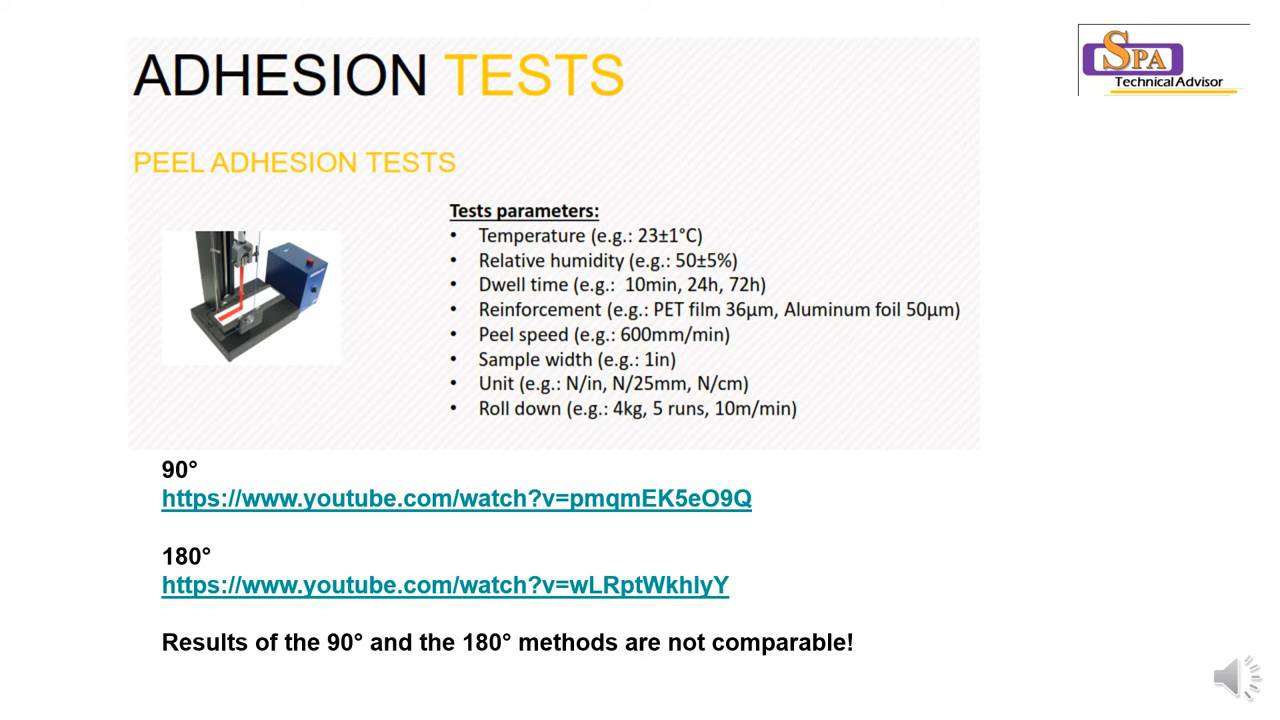 ADHESION TESTS
SPA
Technical Advisor
PEEL ADHESION TESTS
Tests parameters:
• Temperature (e.g.: 23±1°C)
• Relative humidity (e.g.: 50±5%)
• Dwell time (e.g.: 10min, 24h, 72h)
• Reinforcement (e.g.: PET film 36µm, Aluminum foil 50µm)
• Peel speed (e.g.: 600mm/min)
• Sample width (e.g.: 1in)
• Unit (e.g.: N/in, N/25mm, N/cm)
• Roll down (e.g.: 4kg, 5 runs, 10m/min)
90°
https://www.youtube.com/watch?v=pmqmEK5eO9Q
180°
https://www.youtube.com/watch?v=wLRptWkhlyY
Results of the 90° and the 180° methods are not comparable!